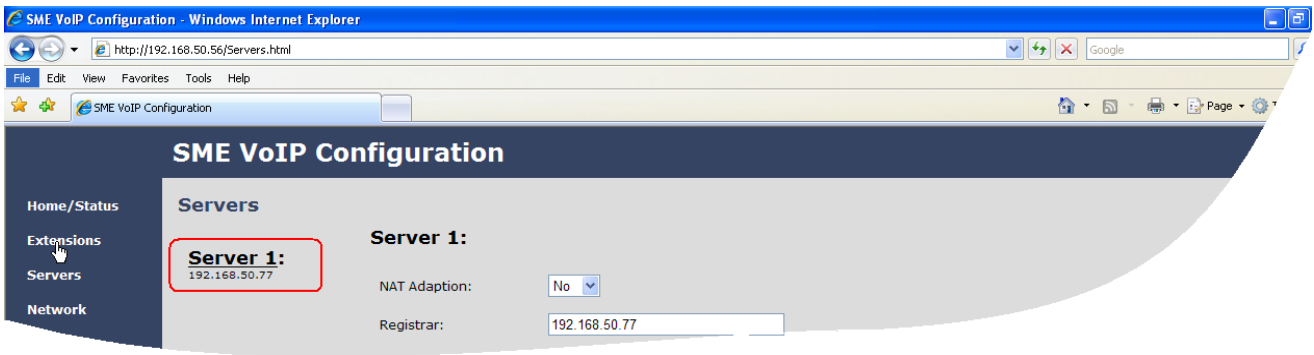 SME VoIP Configuration - Windows Internet Explorer
http://192.168.50.56/Servers.html
Google
File Edit View Favorites Tools Help
SME VoIP Configuration
Page
SME VoIP Configuration
Home/Status
Extensions
Servers
Network
Servers
Server 1:
192.168.50.77
Server 1:
NAT Adaption:
No
Registrar:
192.168.50.77